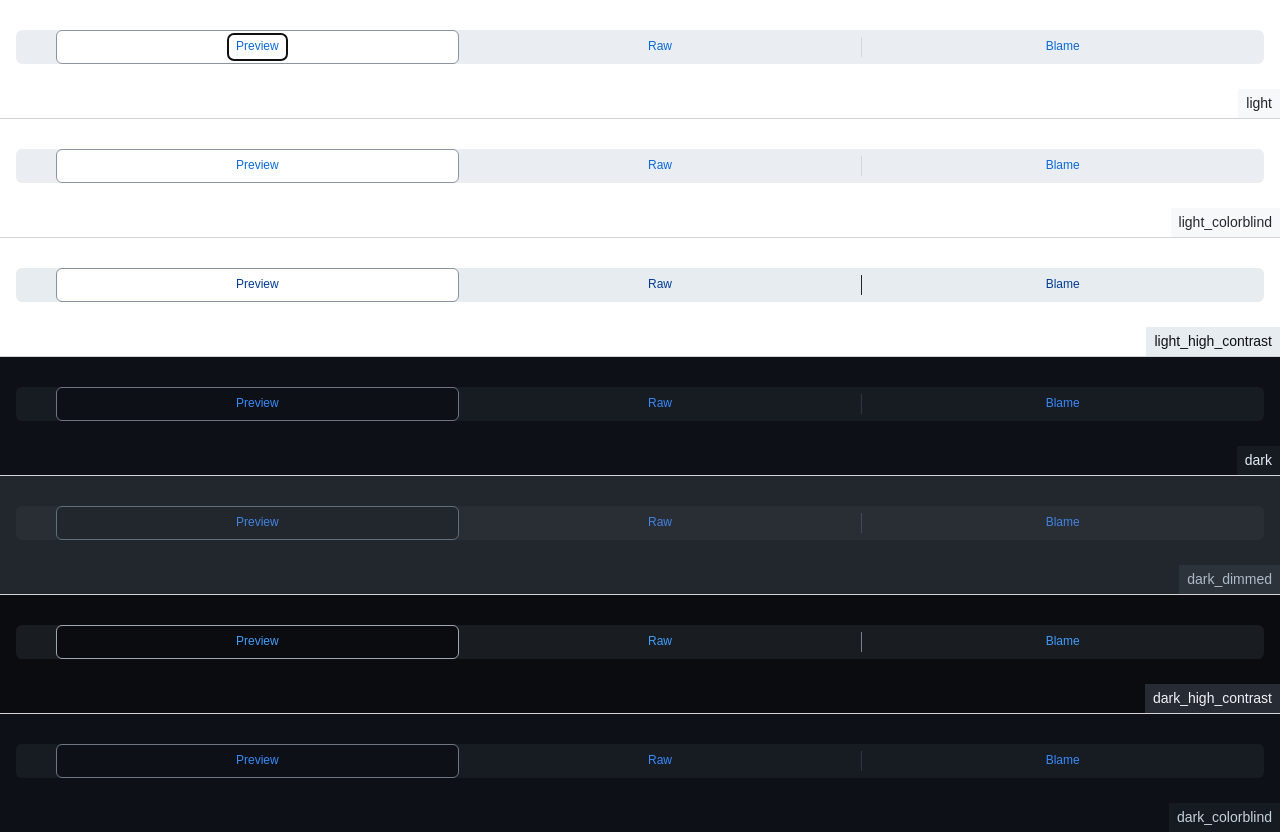 Preview Raw Blame
light
Preview Raw Blame
light_colorblind
Preview Raw Blame
light_high_contrast
Preview Raw Blame
dark
Preview Raw Blame
dark_dimmed
Preview Raw Blame
dark_high_contrast
Preview Raw Blame
dark_colorblind